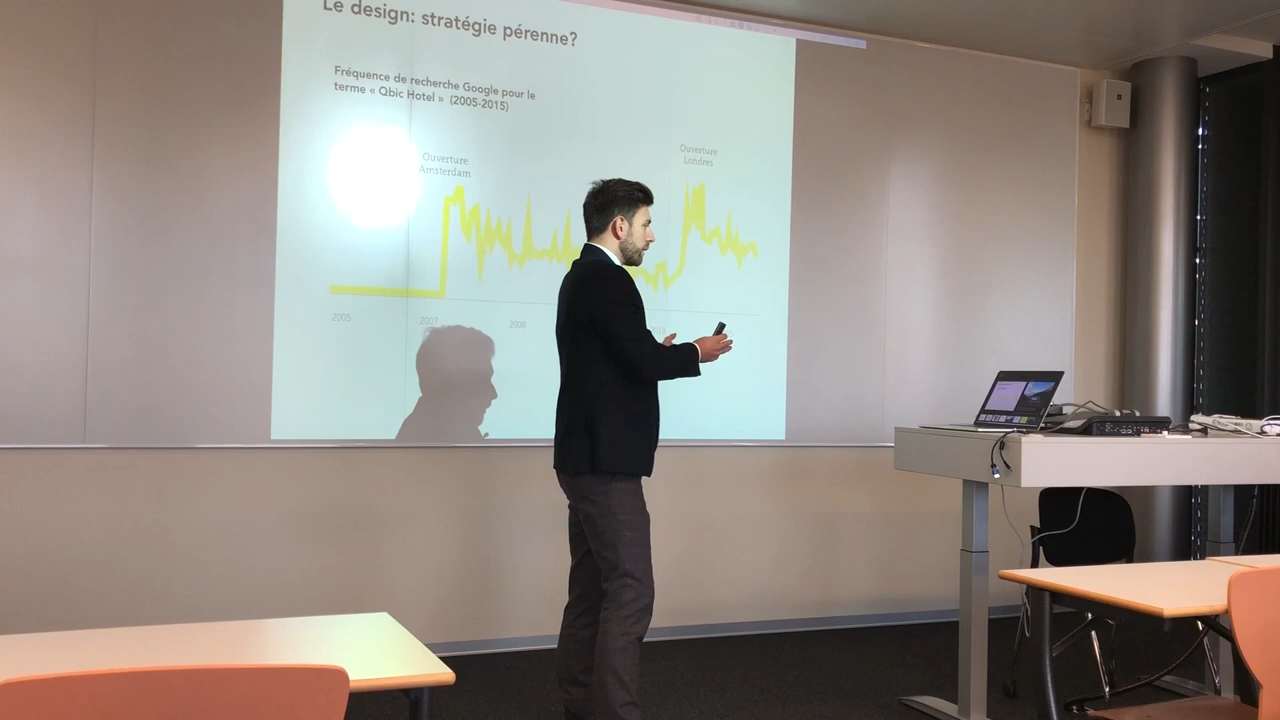 Le design: stratégie pérenne?
Fréquence de recherche Google pour le
terme « Qbic Hotel » (2005-2015)
Ouverture
Amsterdam
Ouverture
Londres
2005
2007
2008